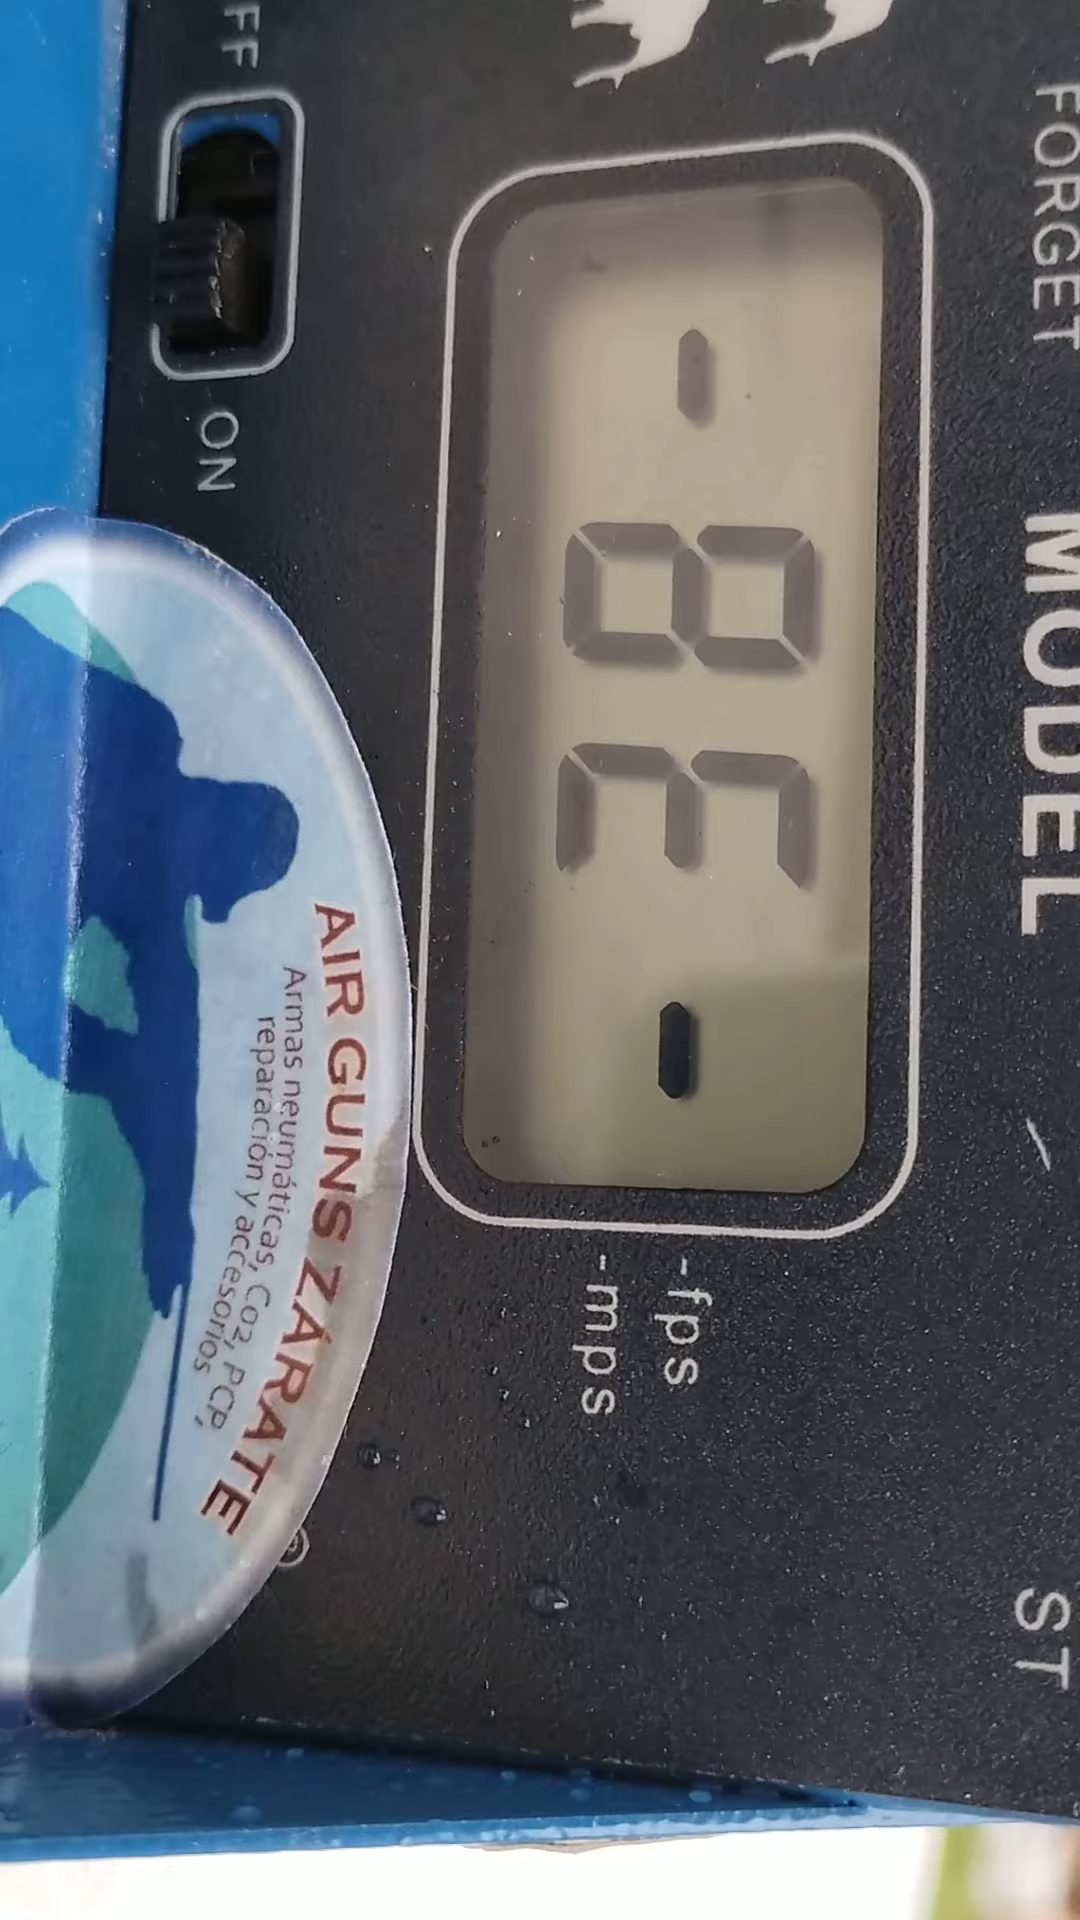 FORGET
MODEL
ST
-8E-
-fps
-mps
FF
ON
AIR GUNS ZÁRATE
Armas neumáticas, Co2, PCP,
reparación y accesorios
®